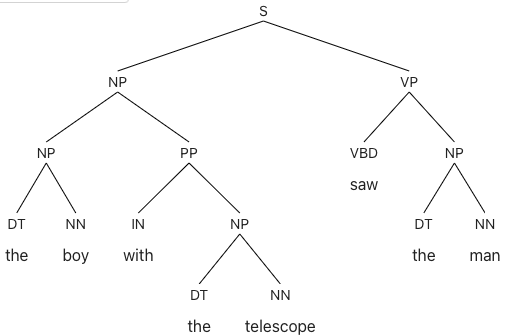 S
NP VP
NP PP VBD NP
saw
DT NN IN NP DT NN
the boy with the man
DT NN
the telescope